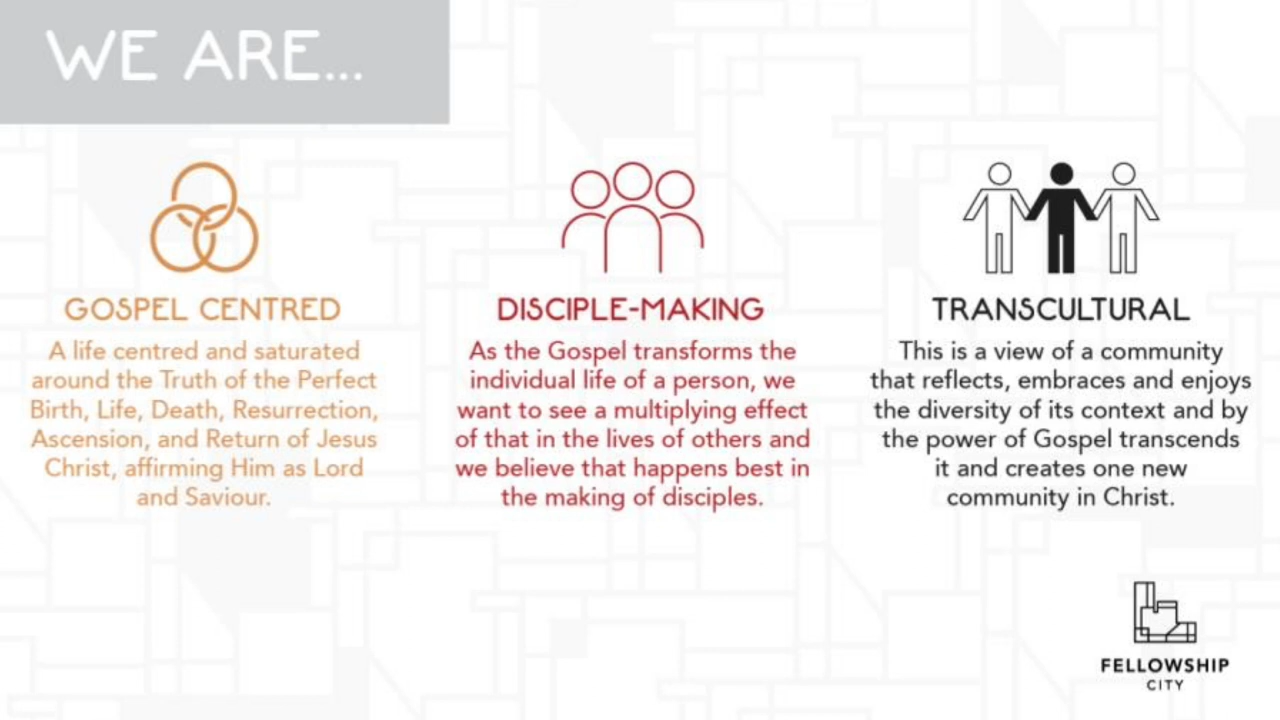 WE ARE...
GOSPEL CENTRED
A life centred and saturated
around the Truth of the Perfect
Birth, Life, Death, Resurrection,
Ascension, and Return of Jesus
Christ, affirming Him as Lord
and Saviour.
DISCIPLE-MAKING
As the Gospel transforms the
individual life of a person, we
want to see a multiplying effect
of that in the lives of others and
we believe that happens best in
the making of disciples.
TRANSCULTURAL
This is a view of a community
that reflects, embraces and enjoys
the diversity of its context and by
the power of Gospel transcends
it and creates one new
community in Christ.
FELLOWSHIP
CITY